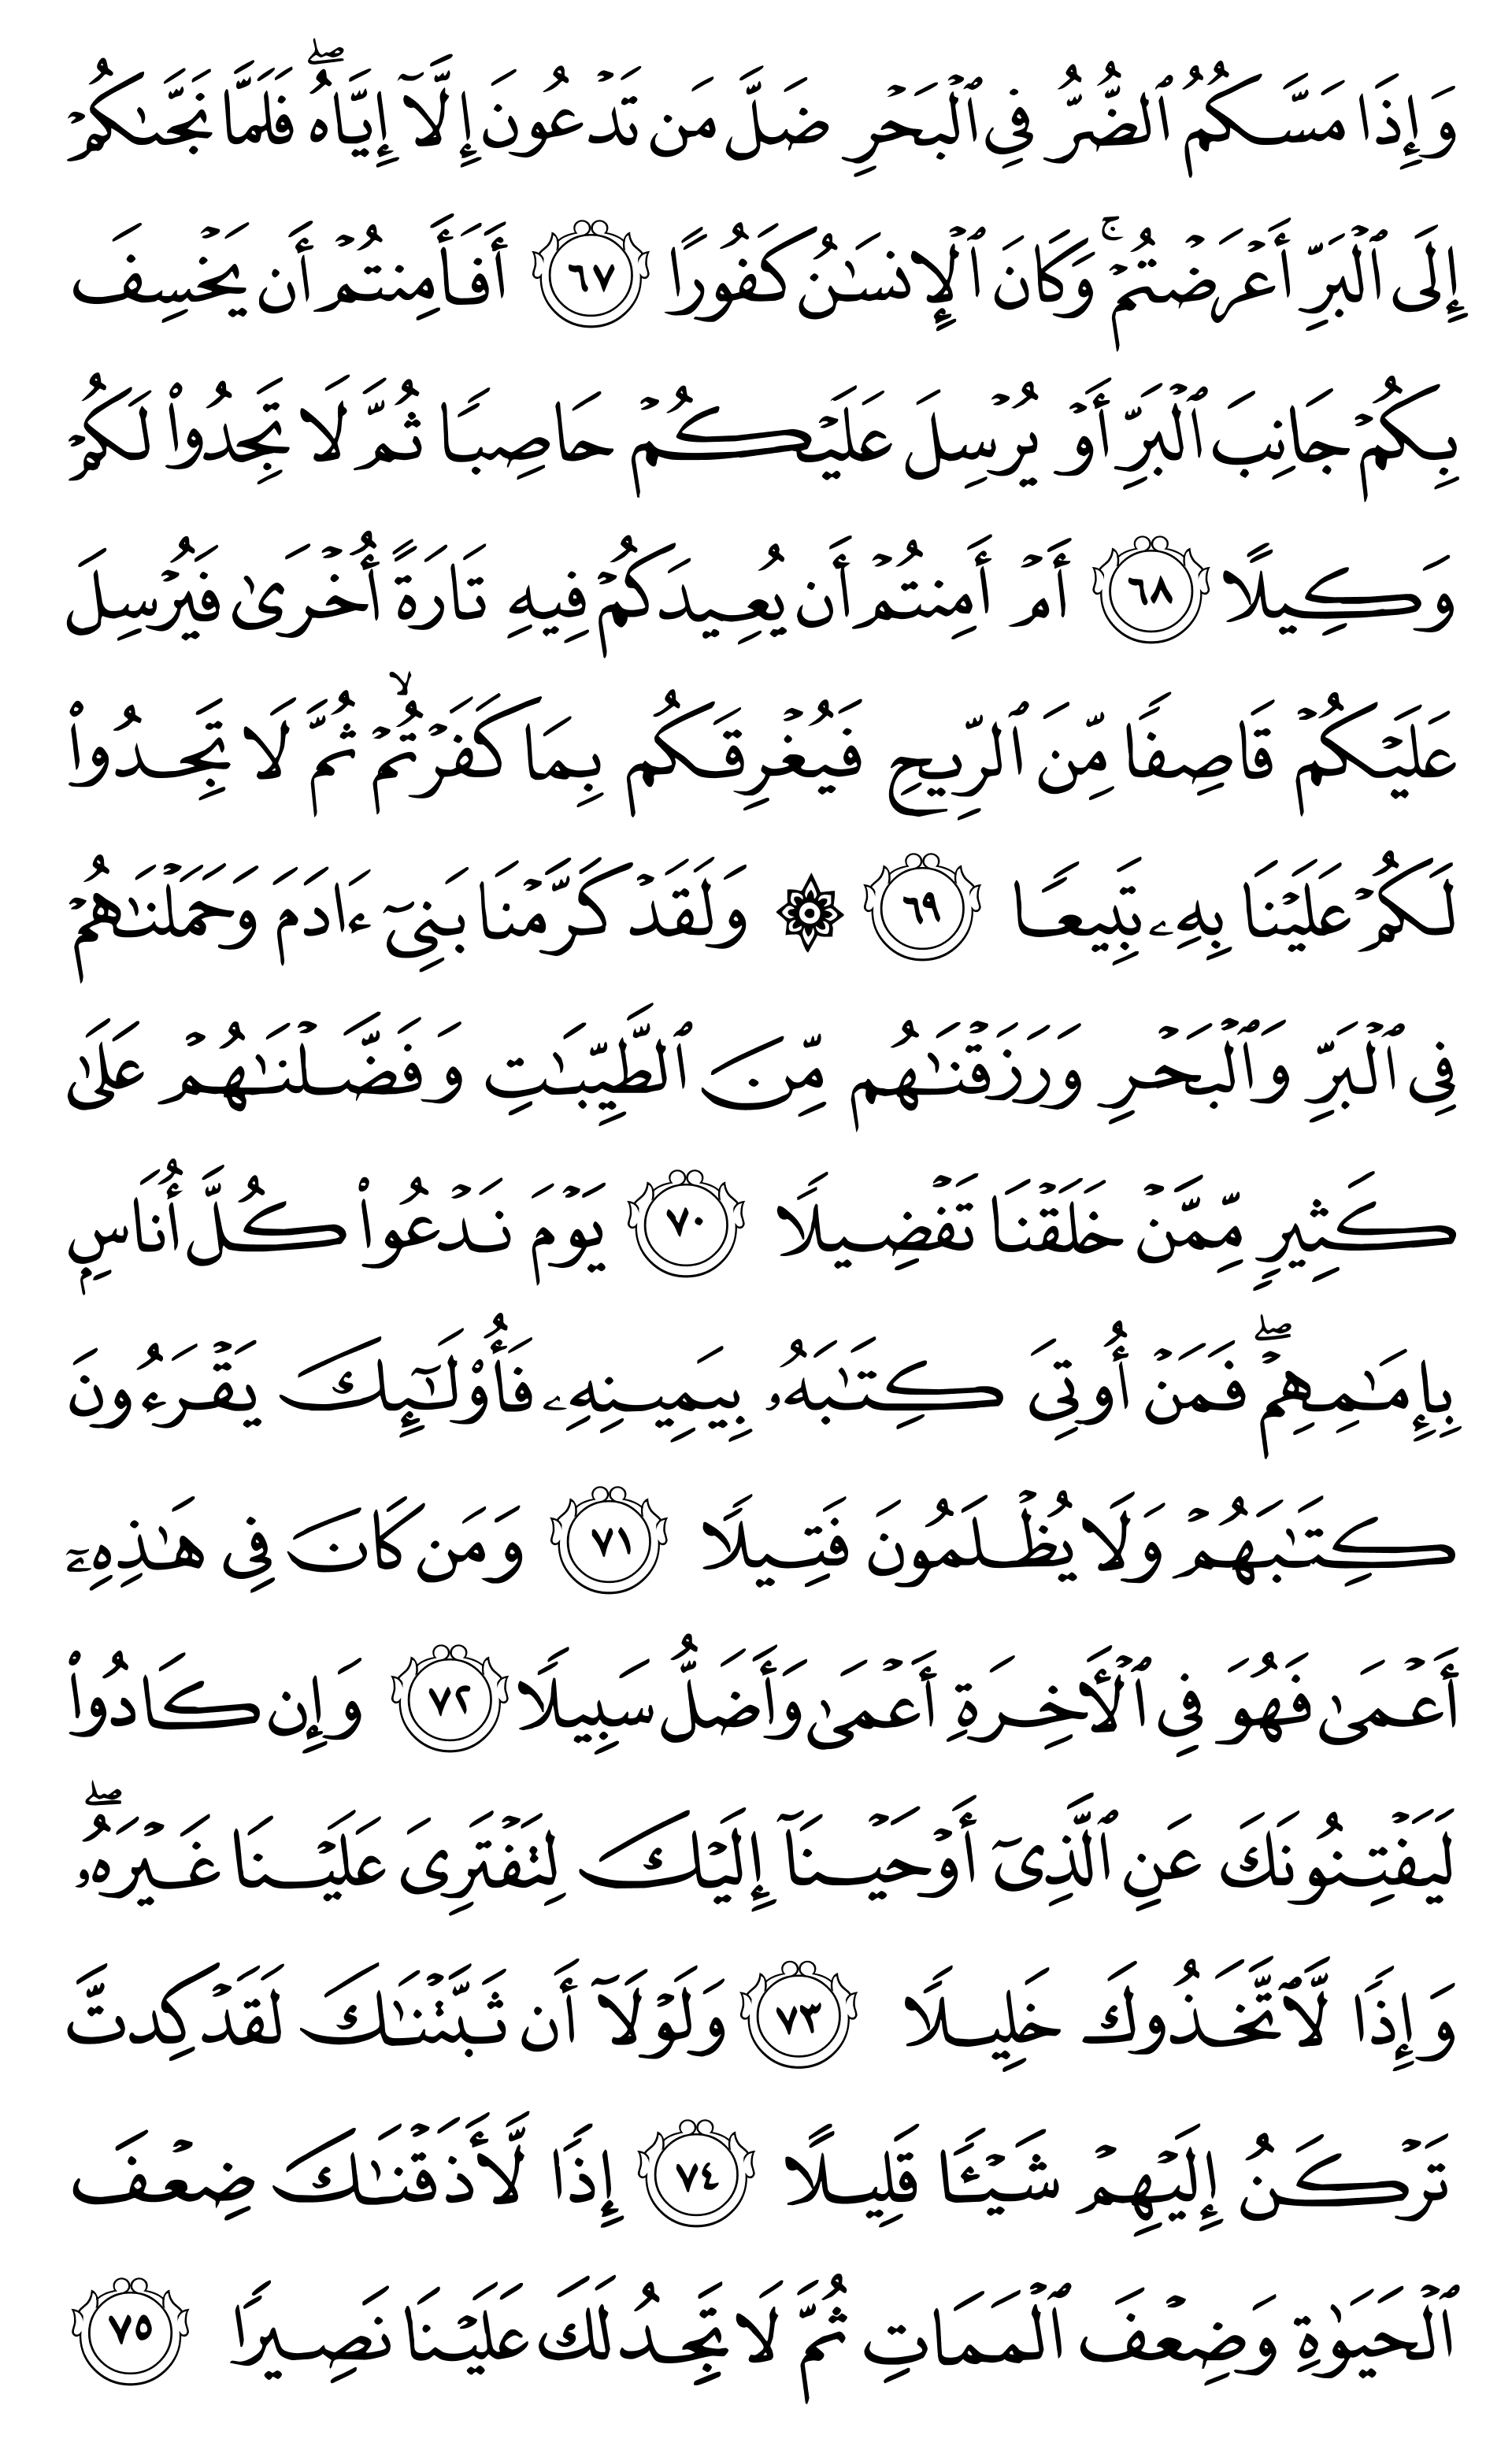 وَإِذَا مَسَّكُمُ ٱلضُّرُّ فِي ٱلۡبَحۡرِ ضَلَّ مَن تَدۡعُونَ إِلَّآ إِيَّاهُۖ فَلَمَّا نَجَّىٰكُمۡ
إِلَى ٱلۡبَرِّ أَعۡرَضۡتُمۡۚ وَكَانَ ٱلۡإِنسَٰنُ كَفُورًا ٦٧ أَفَأَمِنتُمۡ أَن يَخۡسِفَ
بِكُمۡ جَانِبَ ٱلۡبَرِّ أَوۡ يُرۡسِلَ عَلَيۡكُمۡ حَاصِبٗا ثُمَّ لَا تَجِدُواْ لَكُمۡ
وَكِيلًا ٦٨ أَمۡ أَمِنتُمۡ أَن يُعِيدَكُمۡ فِيهِ تَارَةً أُخۡرَىٰ فَيُرۡسِلَ
عَلَيۡكُمۡ قَاصِفٗا مِّنَ ٱلرِّيحِ فَيُغۡرِقَكُم بِمَا كَفَرۡتُمۡ ۙ ثُمَّ لَا تَجِدُواْ
لَكُمۡ عَلَيۡنَا بِهِۦ تَبِيعٗا ٦٩ ۞ وَلَقَدۡ كَرَّمۡنَا بَنِيٓ ءَادَمَ وَحَمَلۡنَٰهُمۡ
فِي ٱلۡبَرِّ وَٱلۡبَحۡرِ وَرَزَقۡنَٰهُم مِّنَ ٱلطَّيِّبَٰتِ وَفَضَّلۡنَٰهُمۡ عَلَىٰ
كَثِيرٖ مِّمَّنۡ خَلَقۡنَا تَفۡضِيلٗا ٧٠ يَوۡمَ نَدۡعُواْ كُلَّ أُنَاسِۭ
بِإِمَٰمِهِمۡۖ فَمَنۡ أُوتِيَ كِتَٰبَهُۥ بِيَمِينِهِۦ فَأُوْلَٰٓئِكَ يَقۡرَءُونَ
كِتَٰبَهُمۡ وَلَا يُظۡلَمُونَ فَتِيلٗا ٧١ وَمَن كَانَ فِي هَٰذِهِۦٓ
أَعۡمَىٰ فَهُوَ فِي ٱلۡأٓخِرَةِ أَعۡمَىٰ وَأَضَلُّ سَبِيلٗا ٧٢ وَإِن كَادُواْ
لَيَفۡتِنُونَكَ عَنِ ٱلَّذِيٓ أَوۡحَيۡنَآ إِلَيۡكَ لِتَفۡتَرِيَ عَلَيۡنَا غَيۡرَهُۥۖ
وَإِذٗا لَّٱتَّخَذُوكَ خَلِيلٗا ٧٣ وَلَوۡلَآ أَن ثَبَّتۡنَٰكَ لَقَدۡ كِدتَّ
تَرۡكَنُ إِلَيۡهِمۡ شَيۡـٔٗا قَلِيلًا ٧٤ إِذٗا لَّأَذَقۡنَٰكَ ضِعۡفَ
ٱلۡحَيَوٰةِ وَضِعۡفَ ٱلۡمَمَاتِ ثُمَّ لَا تَجِدُ لَكَ عَلَيۡنَا نَصِيرٗا ٧٥